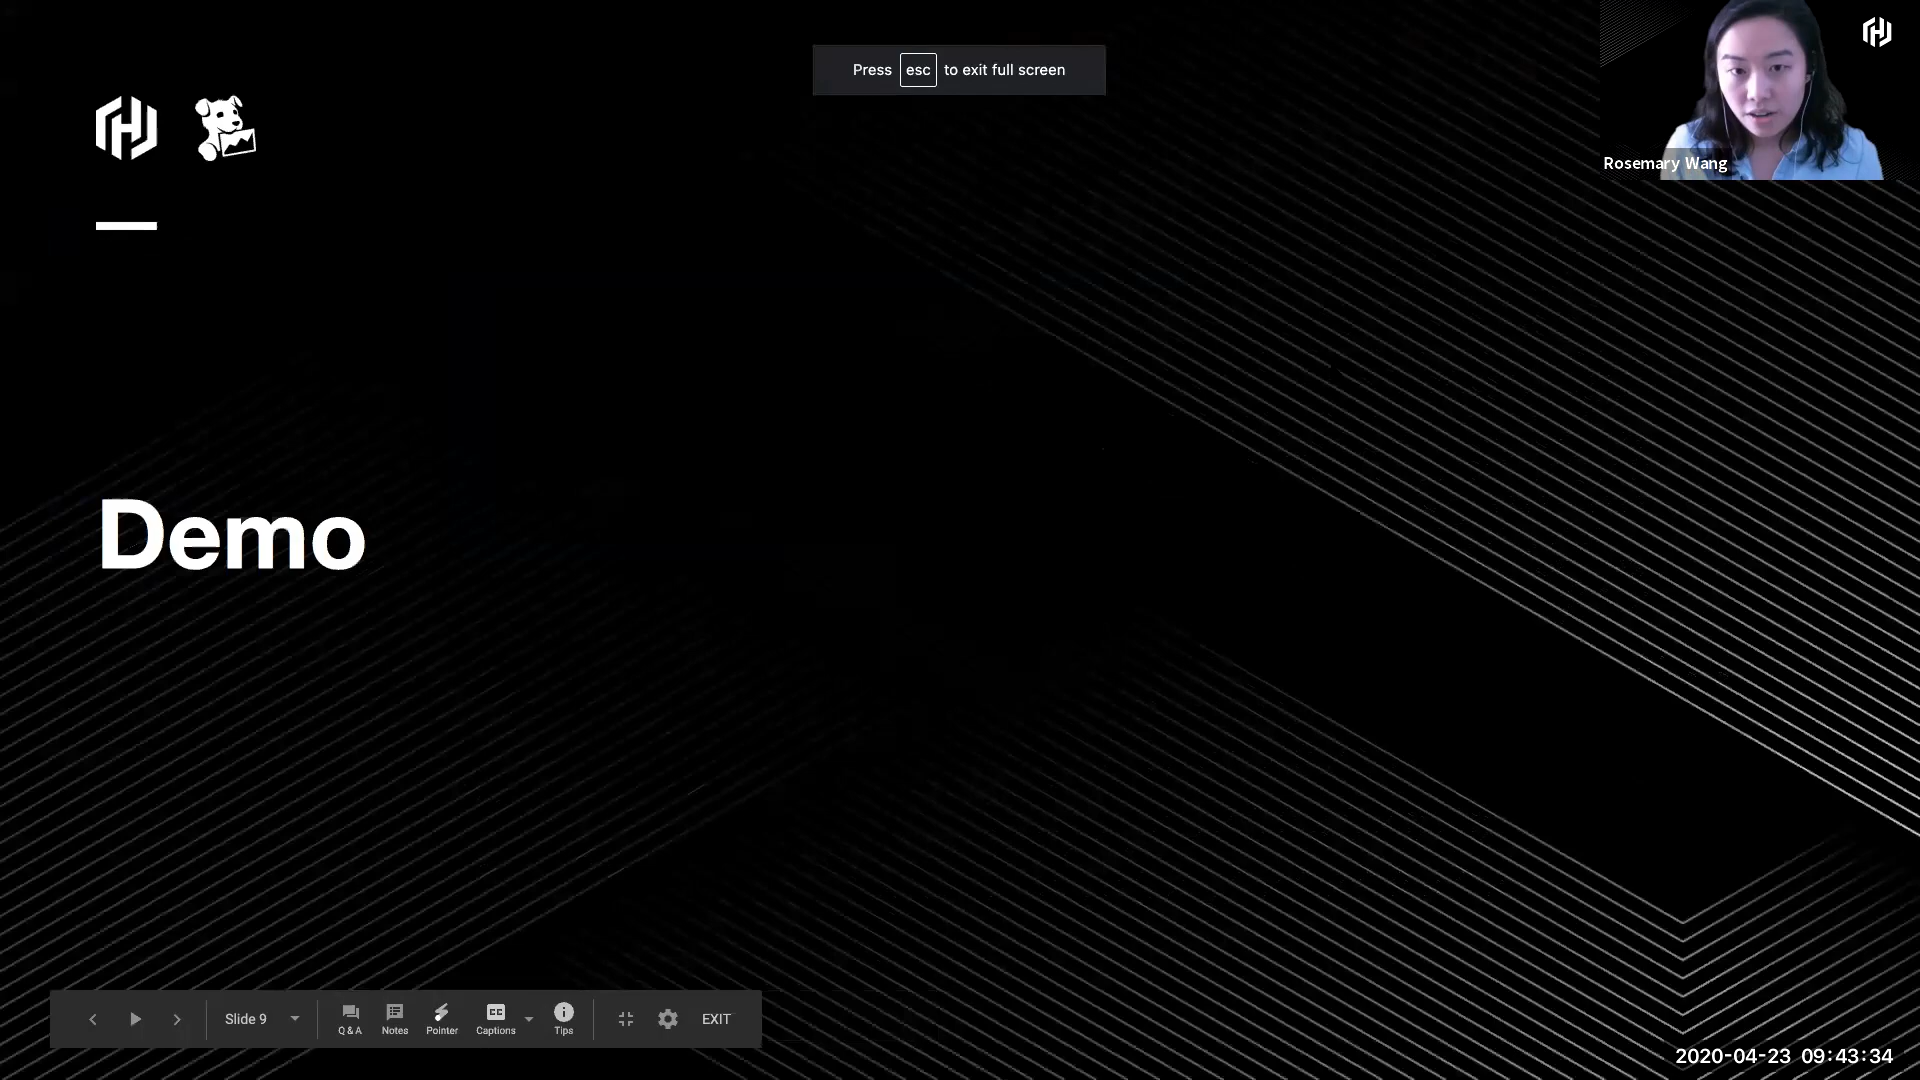 Press esc to exit full screen
Rosemary Wang
Demo
Slide 9
Q & A
Notes
Pointer
CC
Captions
Tips
EXIT
2020-04-23 09:43:34